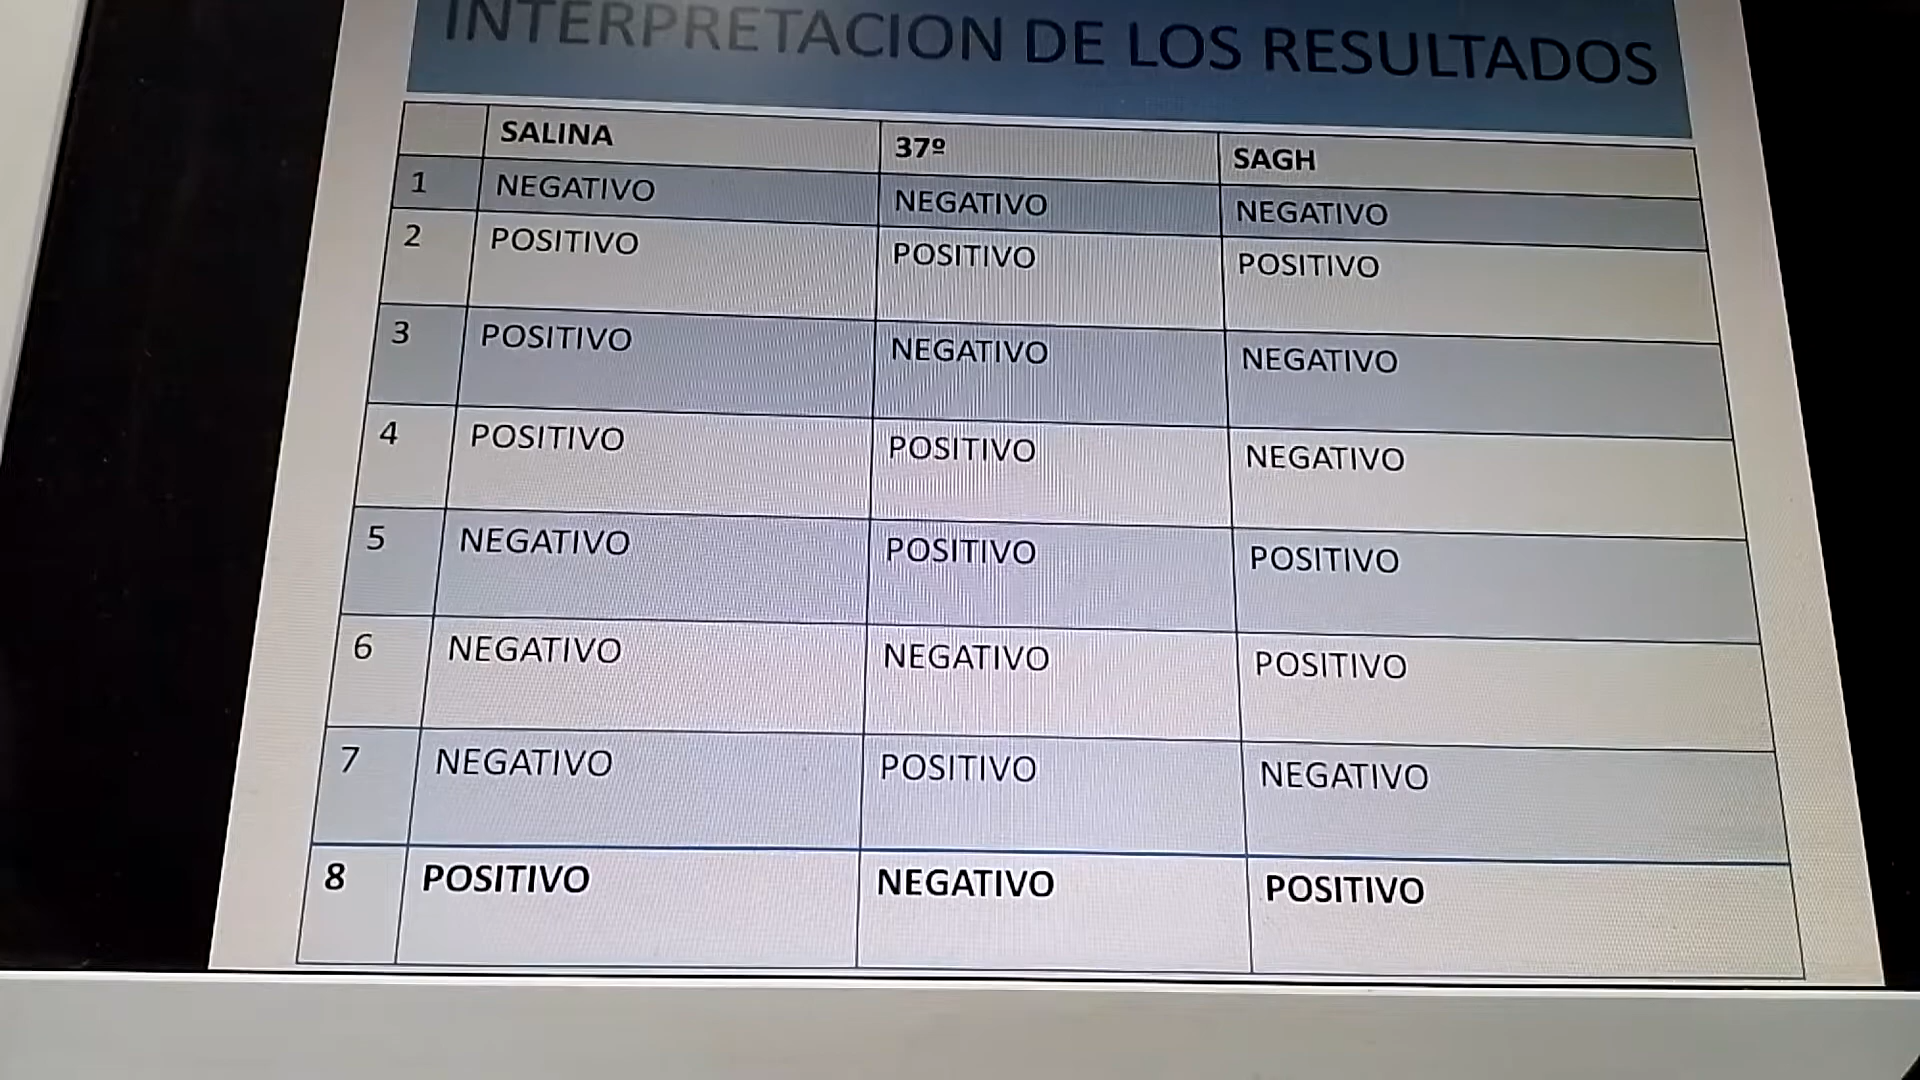 INTERPRETACION DE LOS RESULTADOS
SALINA 37º SAGH
1 NEGATIVO NEGATIVO NEGATIVO
2 POSITIVO POSITIVO POSITIVO
3 POSITIVO NEGATIVO NEGATIVO
4 POSITIVO POSITIVO NEGATIVO
5 NEGATIVO POSITIVO POSITIVO
6 NEGATIVO NEGATIVO POSITIVO
7 NEGATIVO POSITIVO NEGATIVO
8 POSITIVO NEGATIVO POSITIVO